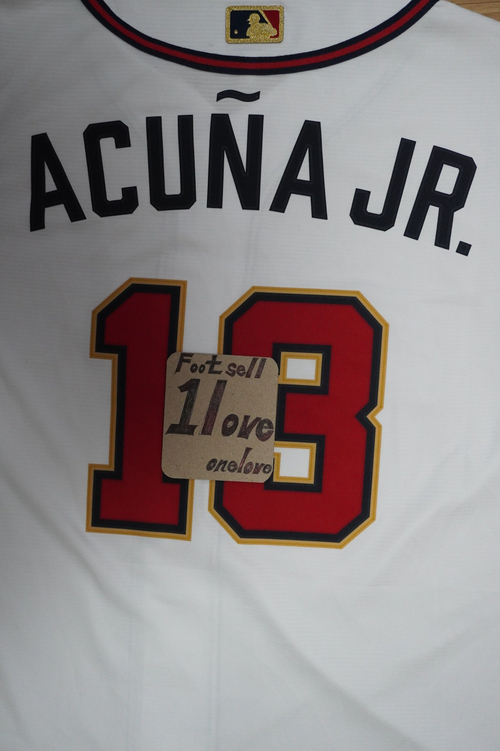 ACUÑA JR.
13
Foot sell
1love
onelove